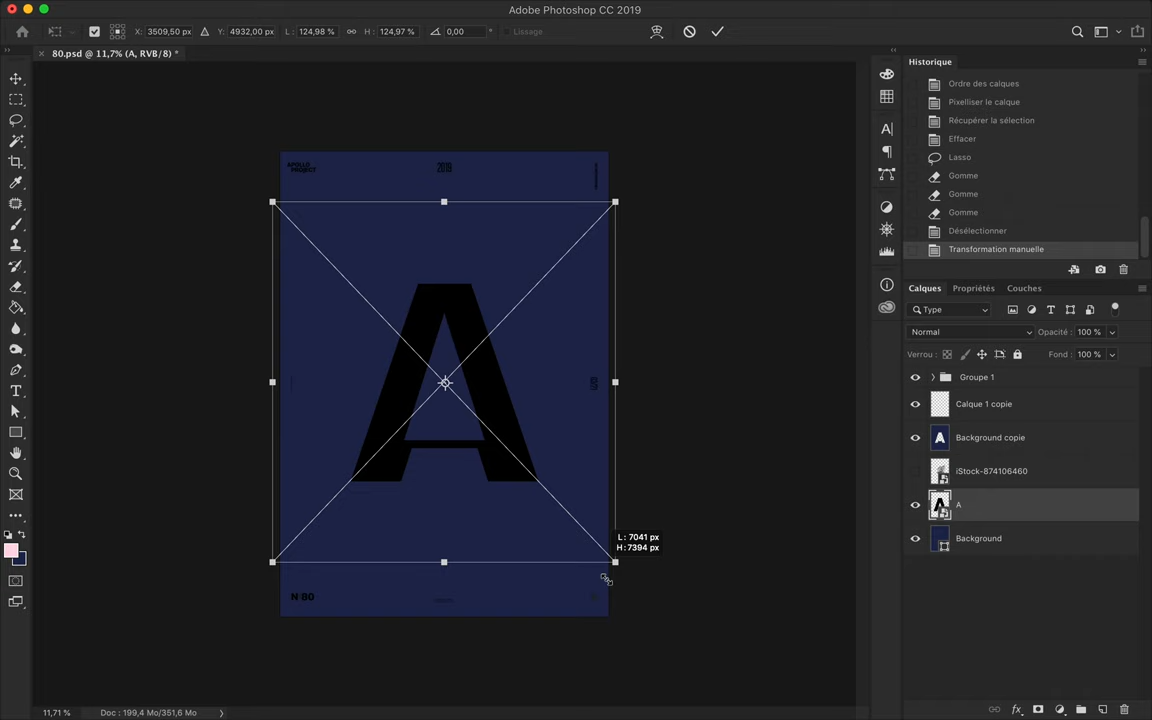 Adobe Photoshop CC 2019
X: 3509,50 px
Y: 4932,00 px
L: 124,98 %
H: 124,97 %
0,00 °
Lissage
80.psd @ 11,7% (A, RVB/8) *
Historique
Ordre des calques
Pixelliser le calque
Récupérer la sélection
Effacer
Lasso
Gomme
Gomme
Gomme
Désélectionner
Transformation manuelle
Calques
Propriétés
Couches
Type
Normal
Opacité : 100 %
Verrou :
Fond : 100 %
Groupe 1
Calque 1 copie
Background copie
iStock-874106460
A
Background
APOLLO
PROJECT
2019
A
L : 7041 px
H : 7394 px
N·80
11,71 %
Doc : 199,4 Mo/351,6 Mo